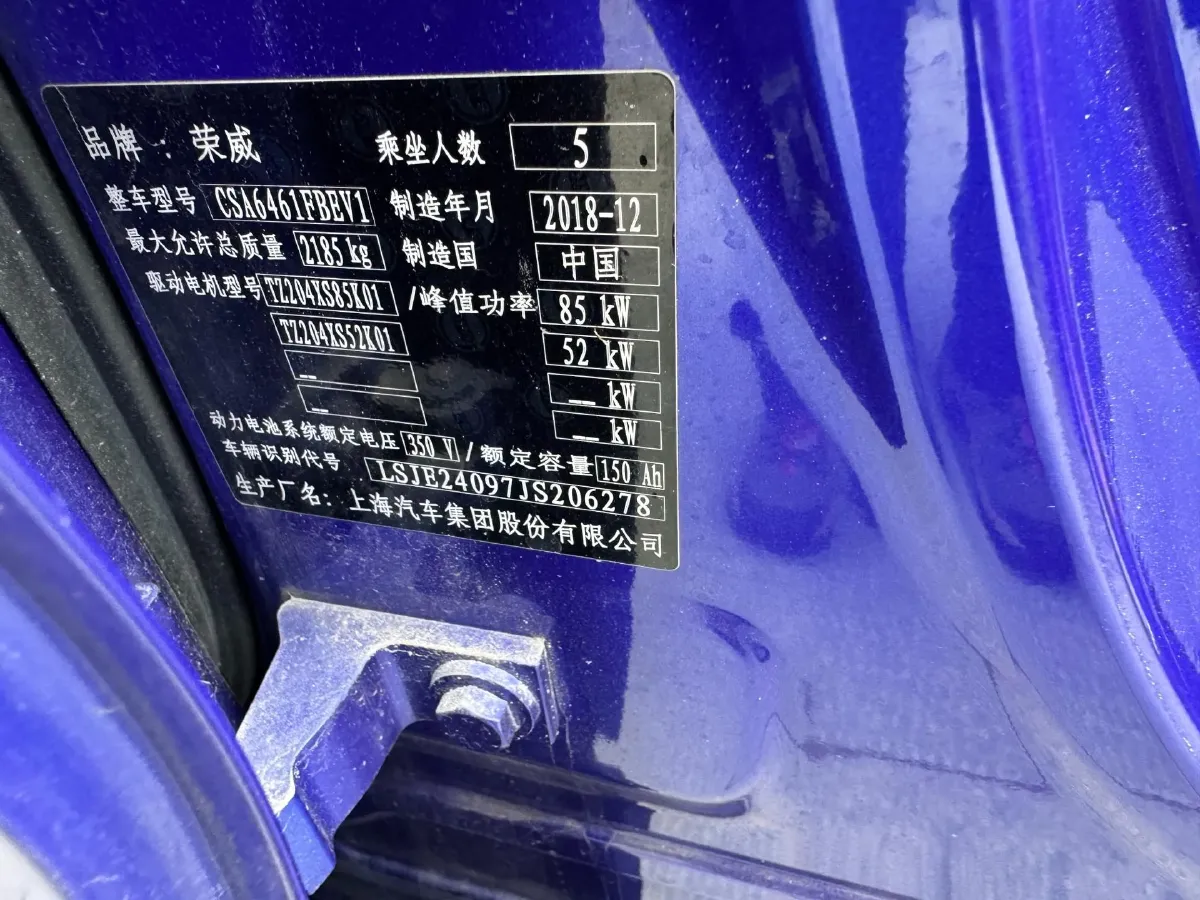 品牌：荣威 乘坐人数 5
整车型号 CSA6461FBEV1 制造年月 2018-12
最大允许总质量 2185 kg 制造国 中国
驱动电机型号 TZ204XS85K01 /峰值功率 85 kW
TZ204XS52K01 52 kW
__ __ kW
__ __ kW
动力电池系统额定电压 350 V /额定容量 150 Ah
车辆识别代号 LSJE24097JS206278
生产厂名：上海汽车集团股份有限公司